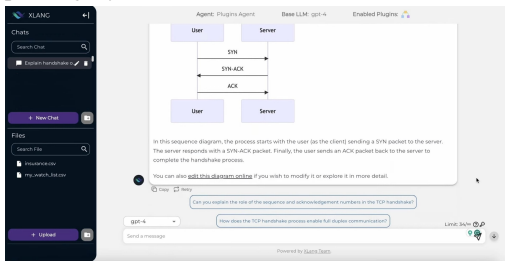 XLANG
Agent: Plugins Agent
Base LLM: gpt-4
Enabled Plugins:
Chats
Search Chat
Explain handshake o
+ New Chat
Files
Search File
insurance.csv
my_watch_list.csv
+ Upload
User
Server
SYN
SYN-ACK
ACK
User
Server
In this sequence diagram, the process starts with the user (as the client) sending a SYN packet to the server.
The server responds with a SYN-ACK packet. Finally, the user sends an ACK packet back to the server to
complete the handshake process.
You can also edit this diagram online if you wish to modify it or explore it in more detail.
Copy
Retry
Can you explain the role of the sequence and acknowledgement numbers in the TCP handshake?
How does the TCP handshake process enable full duplex communication?
gpt-4
Limit: 54/∞
Send a message
Powered by XLang Team.